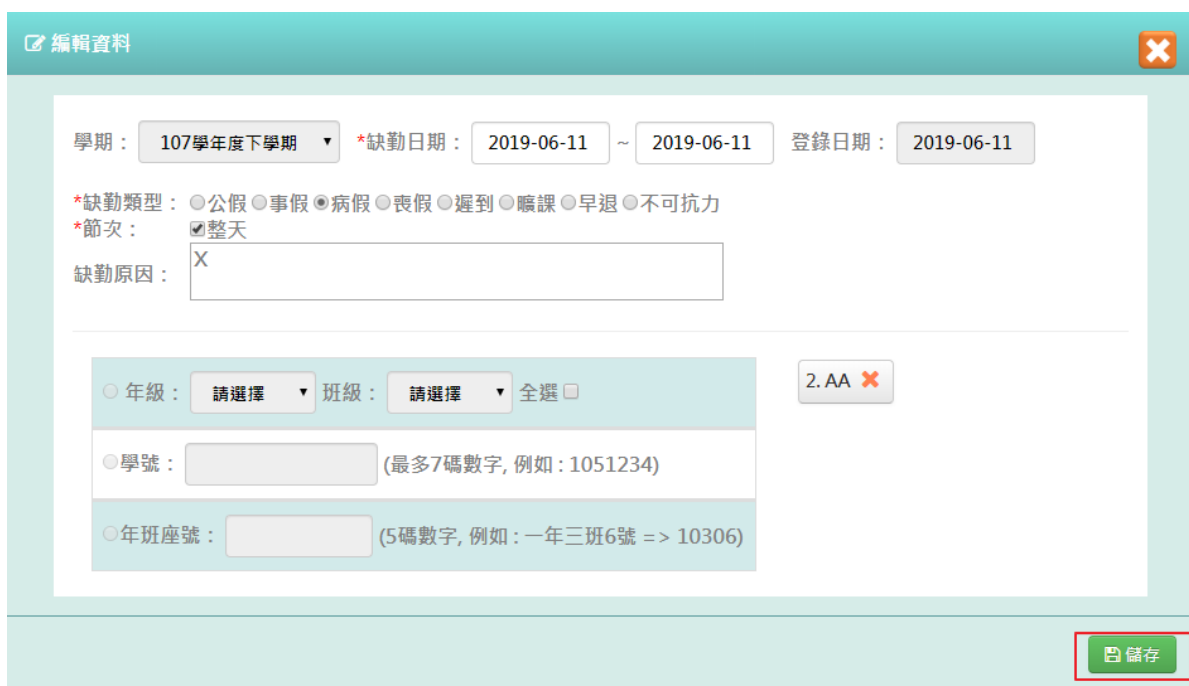 編輯資料
學期： 107學年度下學期 *缺勤日期： 2019-06-11 ~ 2019-06-11 登錄日期： 2019-06-11
*缺勤類型： 公假 事假 病假 喪假 遲到 曠課 早退 不可抗力
*節次： 整天
缺勤原因： X
年級： 請選擇 班級： 請選擇 全選
2. AA
學號： (最多7碼數字, 例如 : 1051234)
年班座號： (5碼數字, 例如 : 一年三班6號 => 10306)
儲存